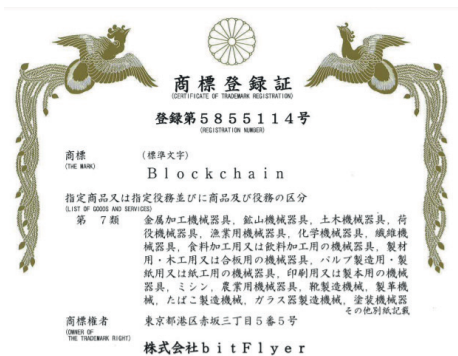 商標登録証
(CERTIFICATE OF TRADEMARK REGISTRATION)
登録第5855114号
(REGISTRATION NUMBER)
商標 (標準文字)
(THE MARK)
Blockchain
指定商品又は指定役務並びに商品及び役務の区分
(LIST OF GOODS AND SERVICES)
第 7類 金属加工機械器具，鉱山機械器具，土木機械器具，荷
役機械器具，漁業用機械器具，化学機械器具，繊維機
械器具，食料加工用又は飲料加工用の機械器具，製材
用・木工用又は合板用の機械器具，パルプ製造用・製
紙用又は紙工用の機械器具，印刷用又は製本用の機械
器具，ミシン，農業用機械器具，靴製造機械，製革機
械，たばこ製造機械，ガラス器製造機械，塗装機械器
その他別紙記載
商標権者 東京都港区赤坂三丁目5番5号
(OWNER OF
THE TRADEMARK RIGHT)
株式会社bitFlyer